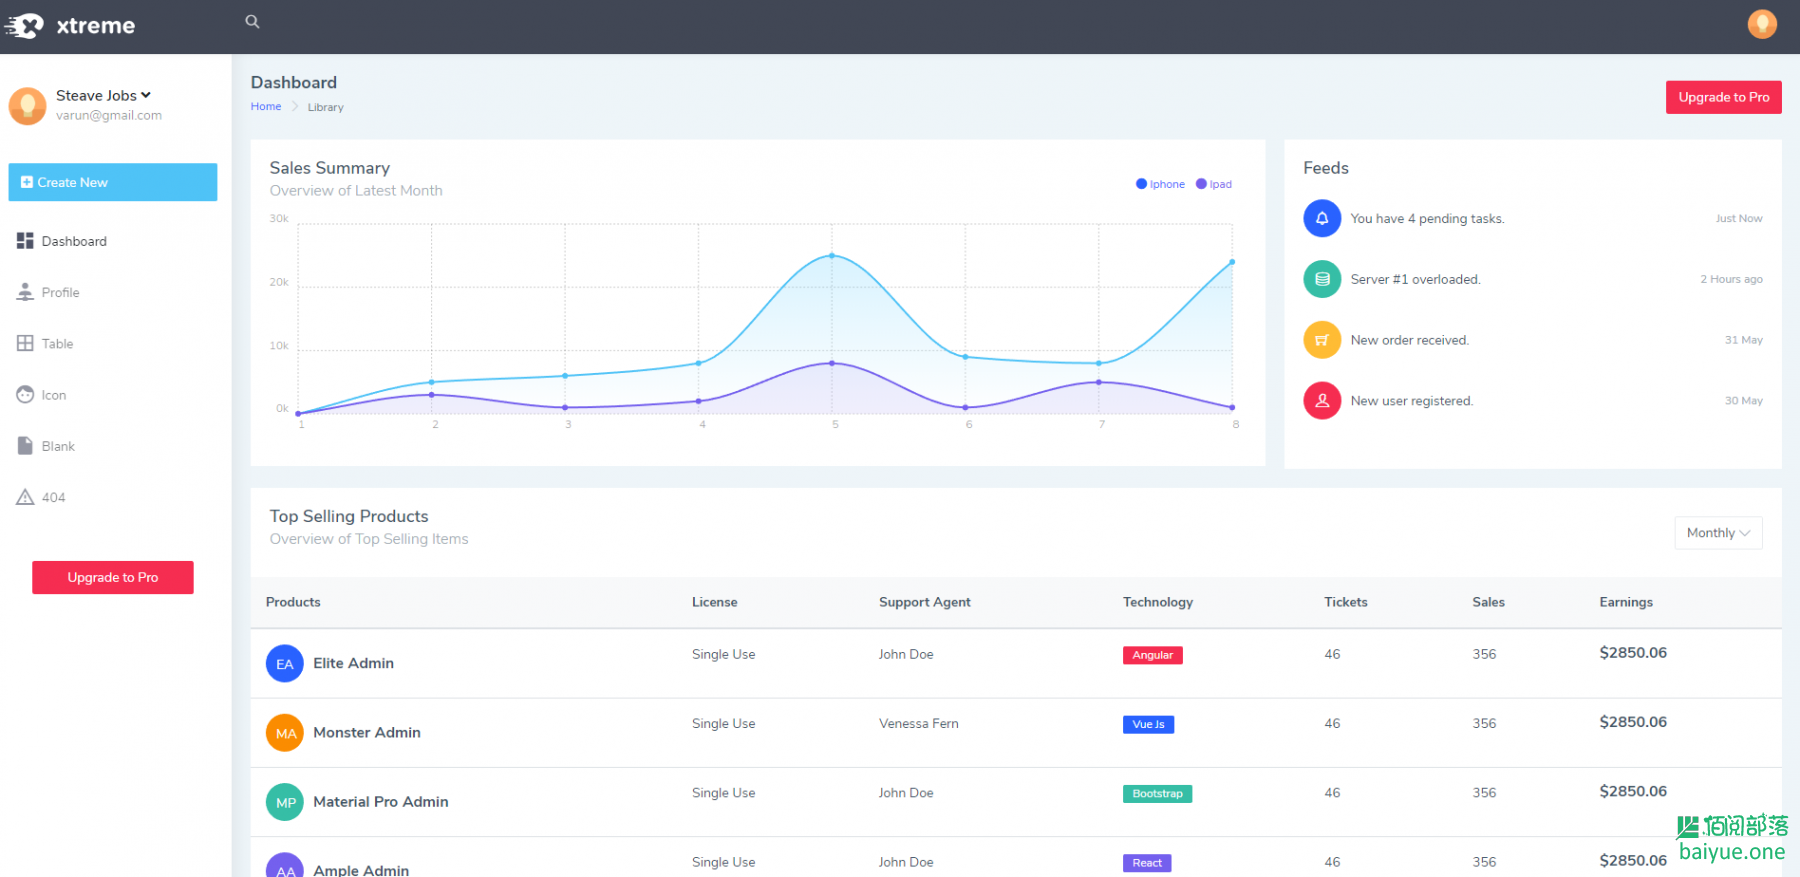 xtreme
Steave Jobs
varun@gmail.com
Create New
Dashboard
Profile
Table
Icon
Blank
404
Upgrade to Pro
Dashboard
Home Library
Upgrade to Pro
Sales Summary
Overview of Latest Month
Iphone Ipad
30k
20k
10k
0k
1 2 3 4 5 6 7 8
Feeds
You have 4 pending tasks. Just Now
Server #1 overloaded. 2 Hours ago
New order received. 31 May
New user registered. 30 May
Top Selling Products
Overview of Top Selling Items
Monthly
Products License Support Agent Technology Tickets Sales Earnings
EA Elite Admin Single Use John Doe Angular 46 356 $2850.06
MA Monster Admin Single Use Venessa Fern Vue Js 46 356 $2850.06
MP Material Pro Admin Single Use John Doe Bootstrap 46 356 $2850.06
AA Ample Admin Single Use John Doe React 46 356 $2850.06
佰阅部落
baiyue.one